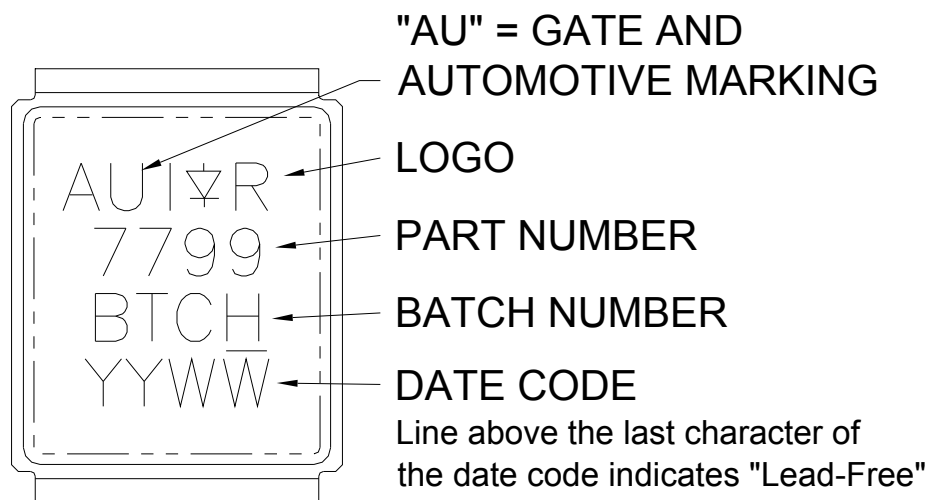 "AU" = GATE AND
AUTOMOTIVE MARKING
AUI R
LOGO
7799
PART NUMBER
BTCH
BATCH NUMBER
YYWW̅
DATE CODE
Line above the last character of
the date code indicates "Lead-Free"